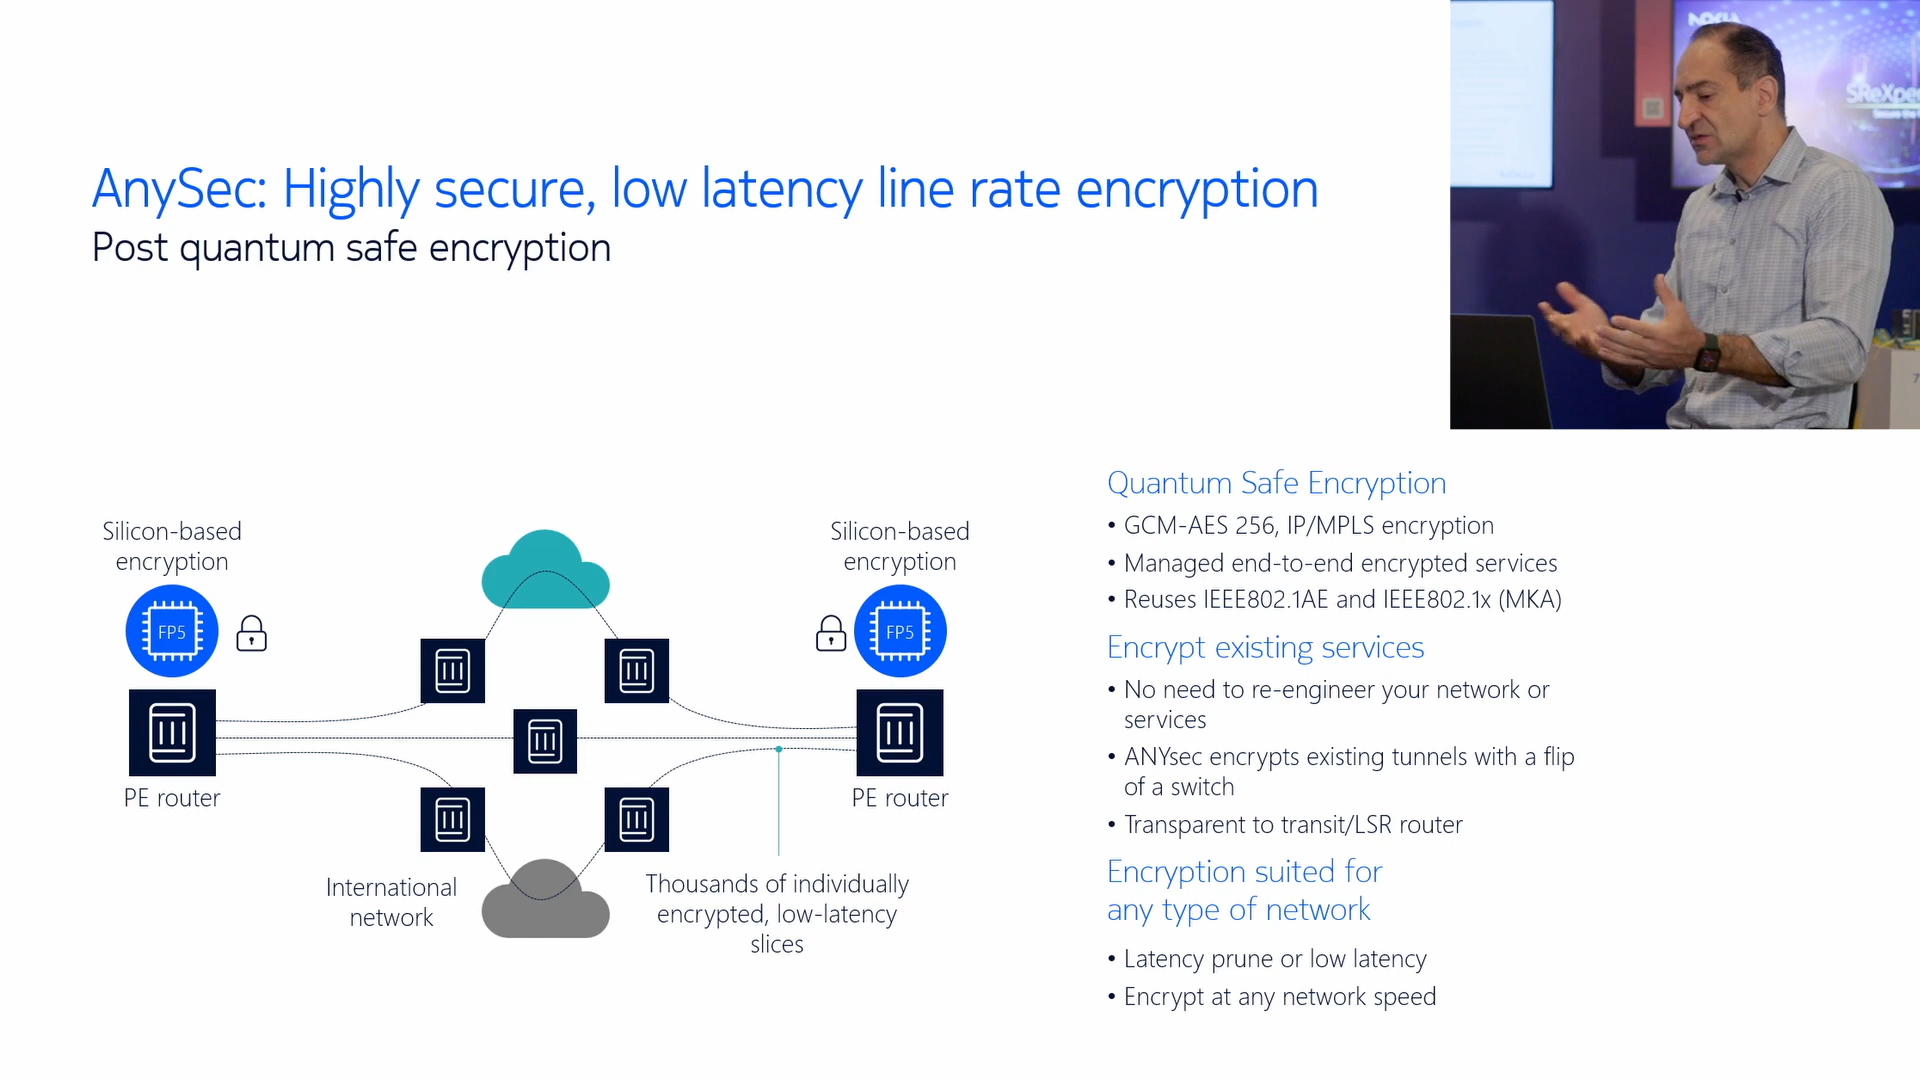 AnySec: Highly secure, low latency line rate encryption
Post quantum safe encryption
NOKIA
Silicon-based
encryption
FP5
PE router
Silicon-based
encryption
FP5
PE router
International
network
Thousands of individually
encrypted, low-latency
slices
Quantum Safe Encryption
• GCM-AES 256, IP/MPLS encryption
• Managed end-to-end encrypted services
• Reuses IEEE802.1AE and IEEE802.1x (MKA)
Encrypt existing services
• No need to re-engineer your network or
services
• ANYsec encrypts existing tunnels with a flip
of a switch
• Transparent to transit/LSR router
Encryption suited for
any type of network
• Latency prune or low latency
• Encrypt at any network speed